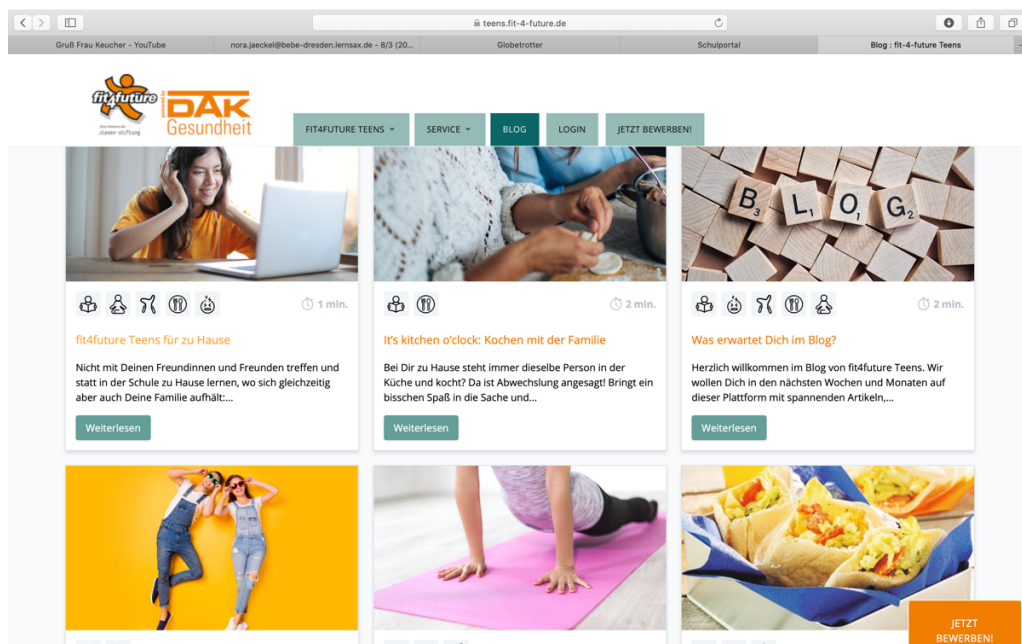 teens.fit-4-future.de
Gruß Frau Keucher - YouTube
nora.jaeckel@bebe-dresden.lernsax.de - 8/3 (20...
Globetrotter
Schulportal
Blog : fit-4-future Teens
fit4future
DAK
Gesundheit
FIT4FUTURE TEENS
SERVICE
BLOG
LOGIN
JETZT BEWERBEN!
B3 L1 O1 G2
1 min.
fit4future Teens für zu Hause
Nicht mit Deinen Freundinnen und Freunden treffen und
statt in der Schule zu Hause lernen, wo sich gleichzeitig
aber auch Deine Familie aufhält:...
Weiterlesen
2 min.
It's kitchen o'clock: Kochen mit der Familie
Bei Dir zu Hause steht immer dieselbe Person in der
Küche und kocht? Da ist Abwechslung angesagt! Bringt ein
bisschen Spaß in die Sache und...
Weiterlesen
2 min.
Was erwartet Dich im Blog?
Herzlich willkommen im Blog von fit4future Teens. Wir
wollen Dich in den nächsten Wochen und Monaten auf
dieser Plattform mit spannenden Artikeln,...
Weiterlesen
JETZT
BEWERBEN!